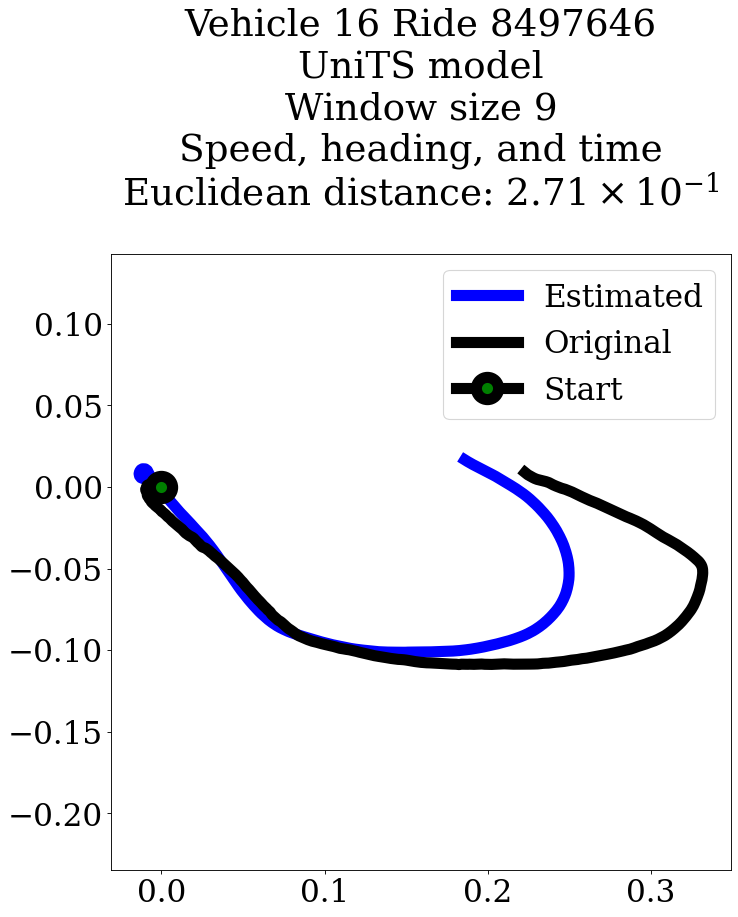 Vehicle 16 Ride 8497646
UniTS model
Window size 9
Speed, heading, and time
Euclidean distance: 2.71 × 10⁻¹
Estimated
Original
Start
0.10
0.05
0.00
−0.05
−0.10
−0.15
−0.20
0.0 0.1 0.2 0.3